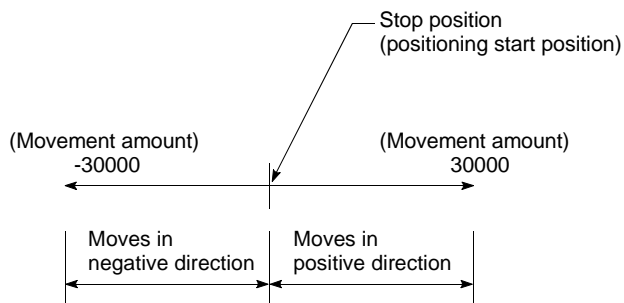 Stop position
(positioning start position)
(Movement amount)
-30000
(Movement amount)
30000
Moves in
negative direction
Moves in
positive direction